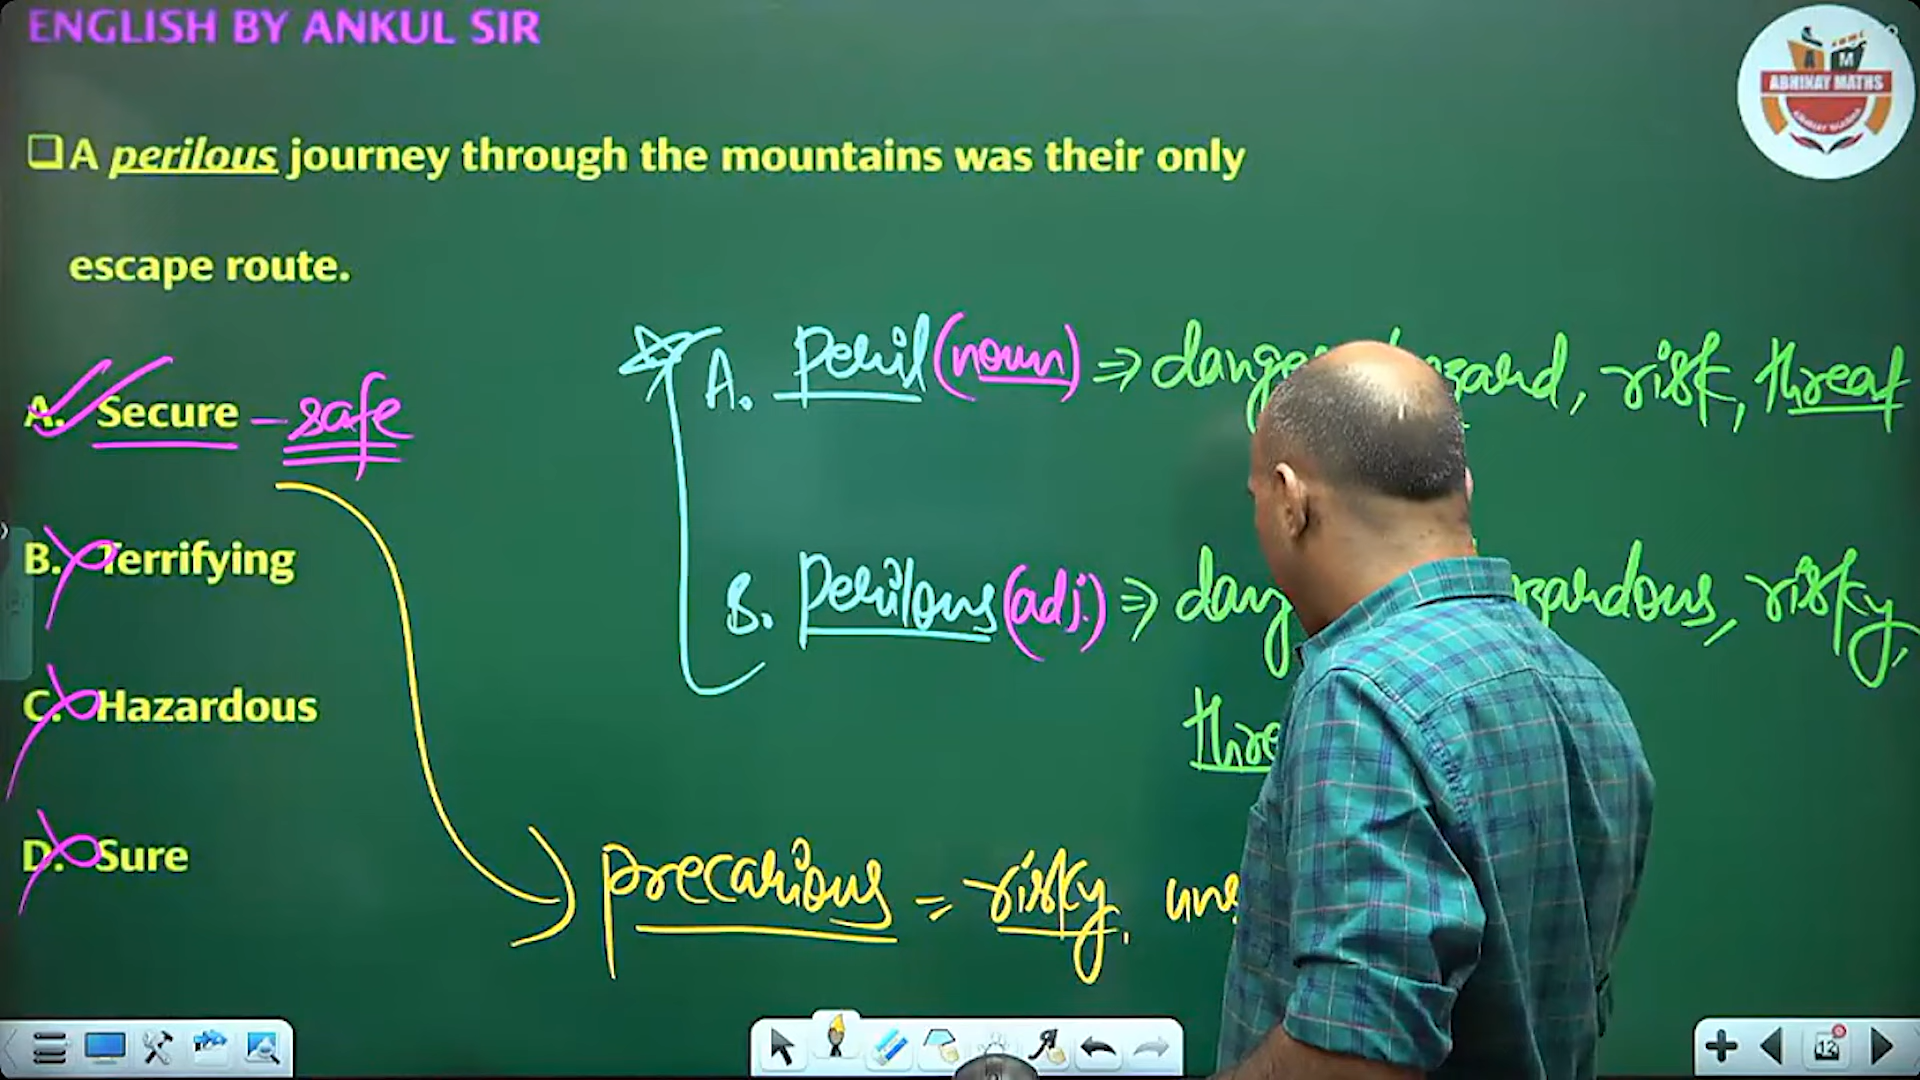 ENGLISH BY ANKUL SIR
ABHINAY MATHS
A perilous journey through the mountains was their only
escape route.
A. peril (noun) ⇒ risk, threat
A. Secure – safe
B. Terrifying
B. Perilous (adj.) ⇒ risky,
C. Hazardous
D. Sure
precarious = risky,
12